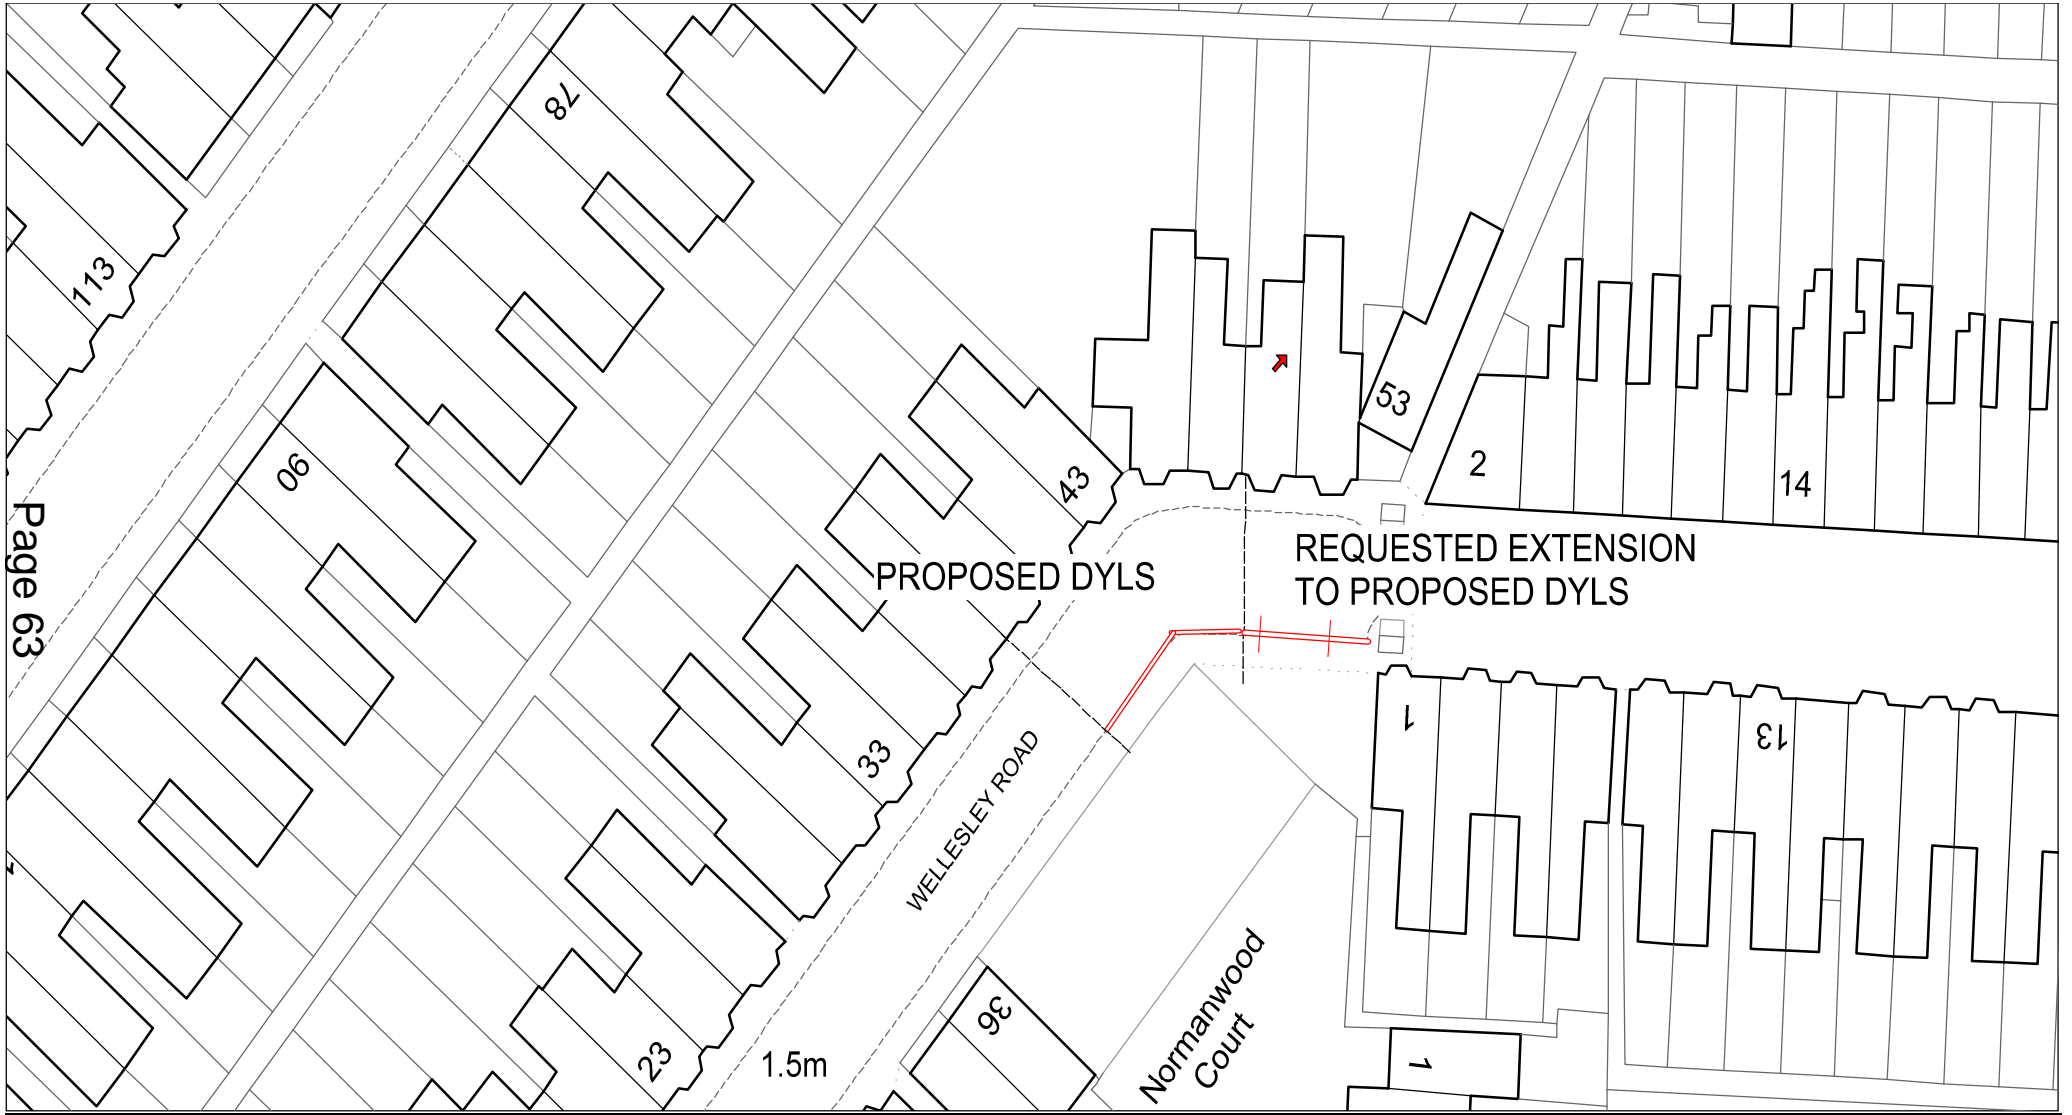 78
113
53
2
14
90
43
Page 63
PROPOSED DYLS
REQUESTED EXTENSION
TO PROPOSED DYLS
1
13
33
WELLESLEY ROAD
36
Normanwood
Court
23
1.5m
1